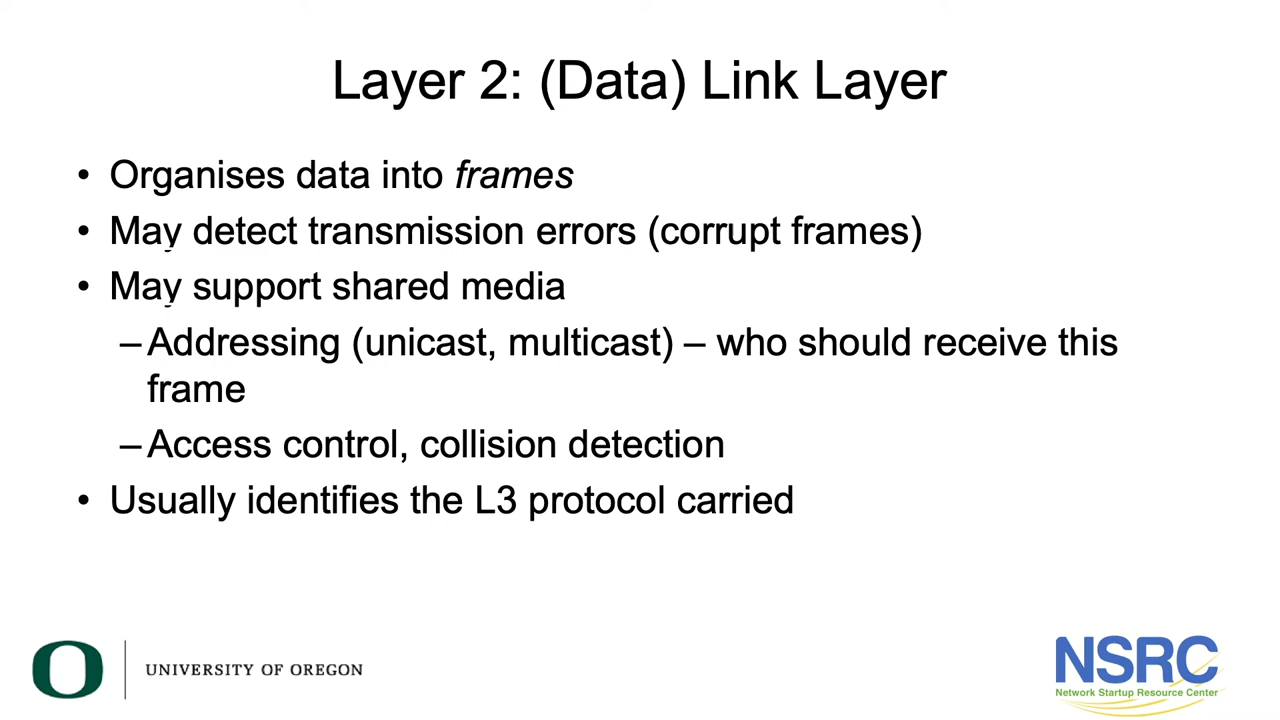 Layer 2: (Data) Link Layer
• Organises data into frames
• May detect transmission errors (corrupt frames)
• May support shared media
–Addressing (unicast, multicast) – who should receive this
frame
–Access control, collision detection
• Usually identifies the L3 protocol carried
O
UNIVERSITY OF OREGON
NSRC
Network Startup Resource Center